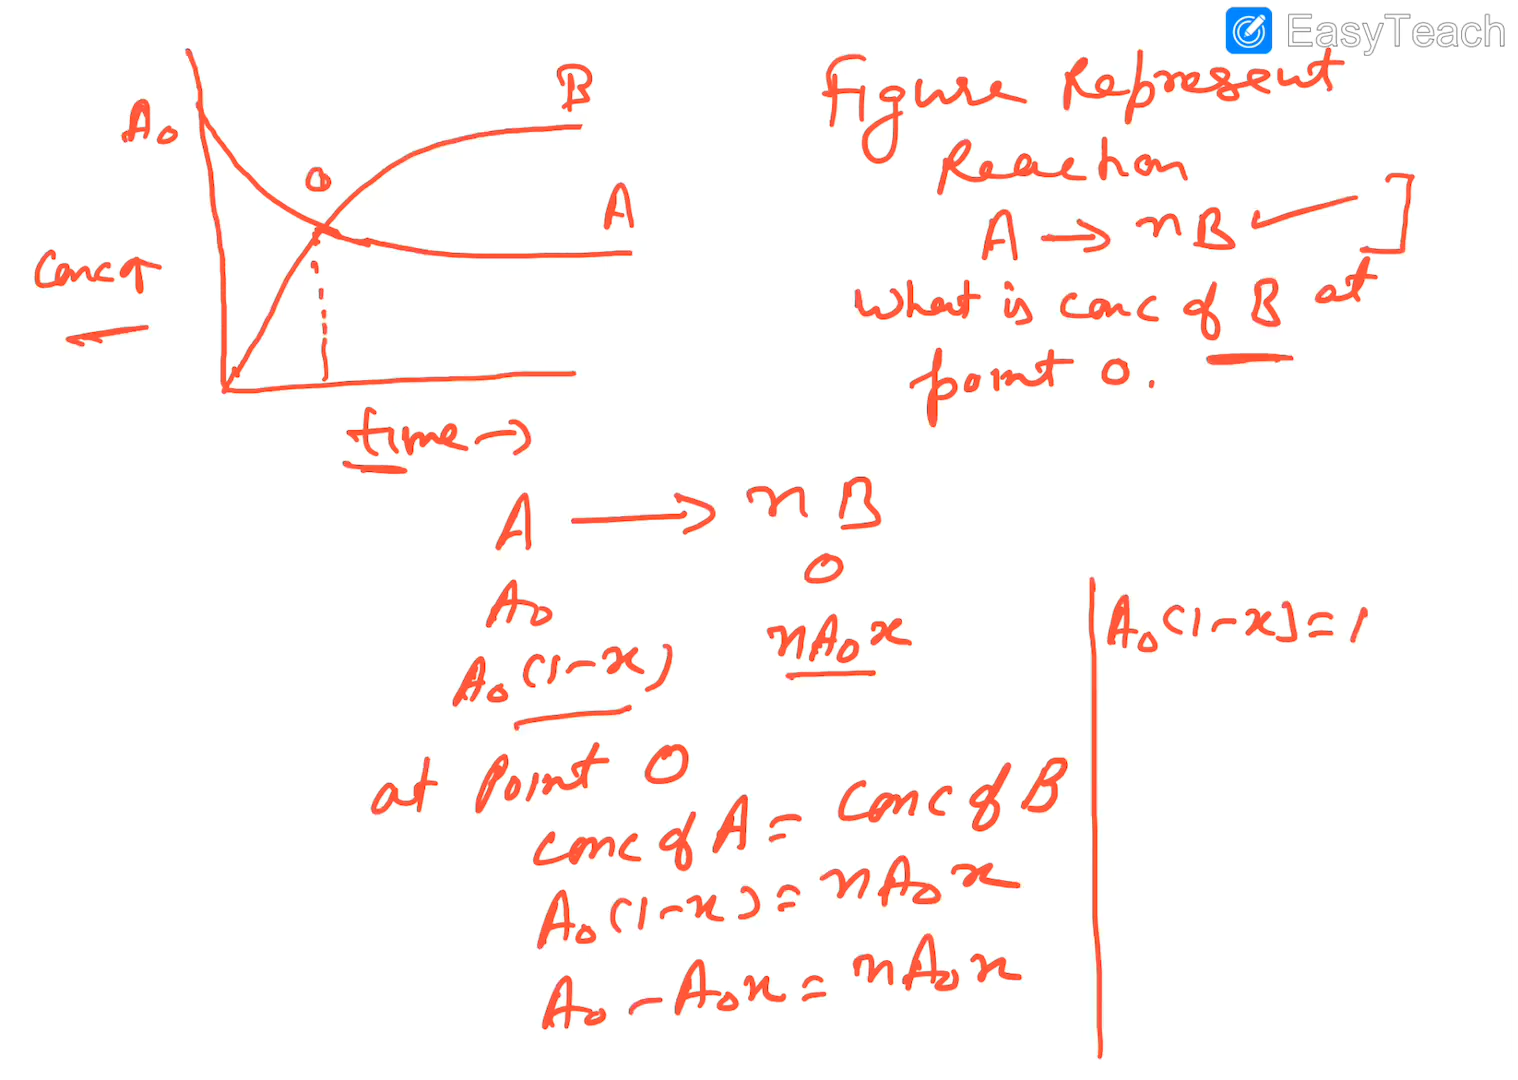 EasyTeach
A₀
O
B
A
Conc↑
time →
Figure Represent
Reaction
A → nB
what is conc of B at
point O.
A → nB
A₀ 0
A₀(1-x) nA₀x
at Point O
conc of A = conc of B
A₀(1-x) = nA₀x
A₀ - A₀x = nA₀x
A₀(1-x) = 1